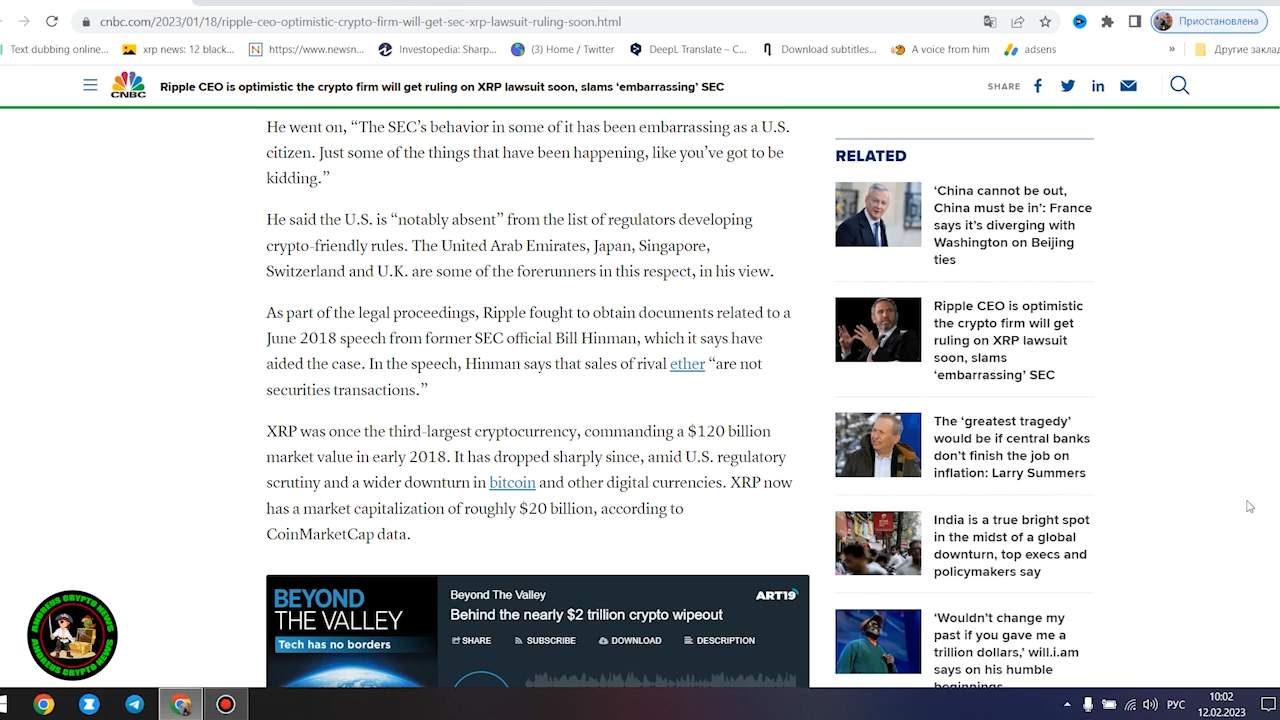 cnbc.com/2023/01/18/ripple-ceo-optimistic-crypto-firm-will-get-sec-xrp-lawsuit-ruling-soon.html
Приостановлена
Text dubbing online...
xrp news: 12 black...
https://www.newsn...
Investopedia: Sharp...
(3) Home / Twitter
DeepL Translate – C...
Download subtitles...
A voice from him
adsens
»
Другие закла
CNBC
Ripple CEO is optimistic the crypto firm will get ruling on XRP lawsuit soon, slams ‘embarrassing’ SEC
SHARE
He went on, “The SEC’s behavior in some of it has been embarrassing as a U.S.
citizen. Just some of the things that have been happening, like you’ve got to be
kidding.”
He said the U.S. is “notably absent” from the list of regulators developing
crypto-friendly rules. The United Arab Emirates, Japan, Singapore,
Switzerland and U.K. are some of the forerunners in this respect, in his view.
As part of the legal proceedings, Ripple fought to obtain documents related to a
June 2018 speech from former SEC official Bill Hinman, which it says have
aided the case. In the speech, Hinman says that sales of rival ether “are not
securities transactions.”
XRP was once the third-largest cryptocurrency, commanding a $120 billion
market value in early 2018. It has dropped sharply since, amid U.S. regulatory
scrutiny and a wider downturn in bitcoin and other digital currencies. XRP now
has a market capitalization of roughly $20 billion, according to
CoinMarketCap data.
BEYOND
THE VALLEY
Tech has no borders
Beyond The Valley
Behind the nearly $2 trillion crypto wipeout
ART19
SHARE
SUBSCRIBE
DOWNLOAD
DESCRIPTION
RELATED
‘China cannot be out,
China must be in’: France
says it’s diverging with
Washington on Beijing
ties
Ripple CEO is optimistic
the crypto firm will get
ruling on XRP lawsuit
soon, slams
‘embarrassing’ SEC
The ‘greatest tragedy’
would be if central banks
don’t finish the job on
inflation: Larry Summers
India is a true bright spot
in the midst of a global
downturn, top execs and
policymakers say
‘Wouldn’t change my
past if you gave me a
trillion dollars,’ will.i.am
says on his humble
beginnings
ANDREUS CRYPTO NEWS
ANDREUS CRYPTO NEWS
РУС
10:02
12.02.2023